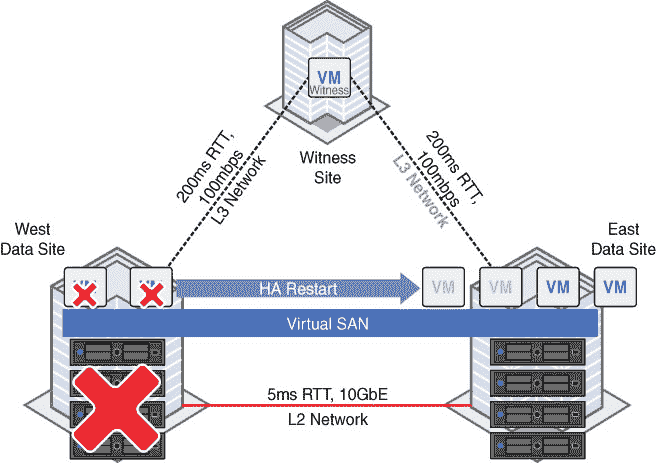 VM
Witness
Witness
Site
200ms RTT,
100mbps
L3 Network
200ms RTT,
100mbps
L3 Network
West
Data Site
East
Data Site
HA Restart
VM
VM
VM
VM
Virtual SAN
5ms RTT, 10GbE
L2 Network